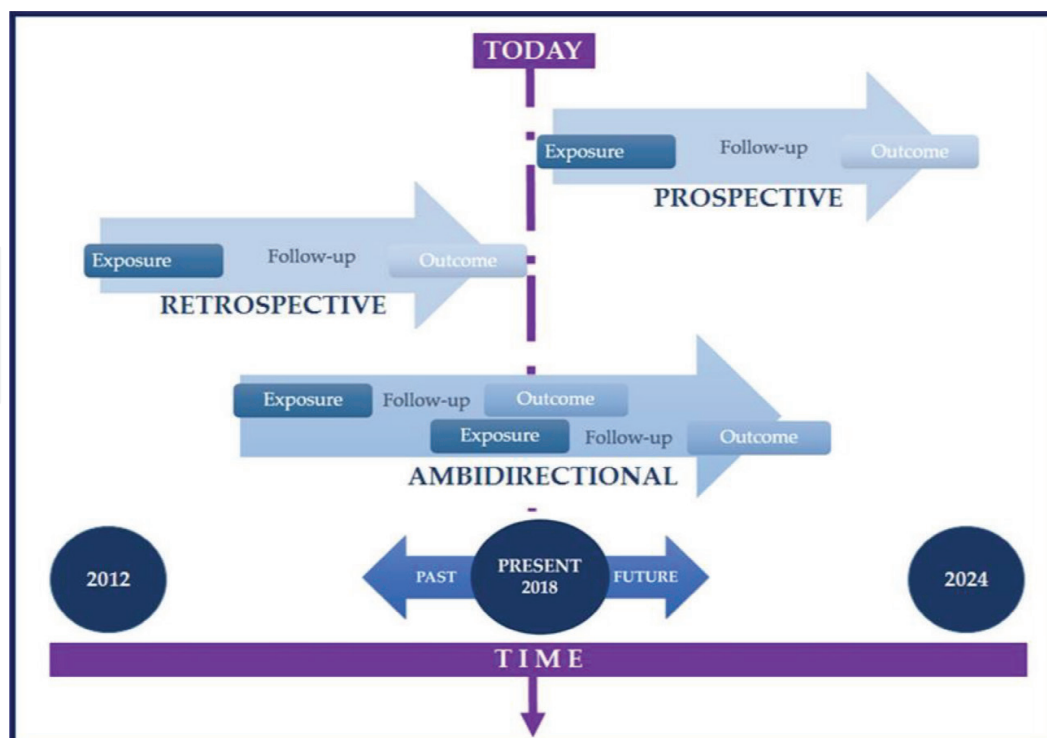 TODAY
Exposure Follow-up Outcome
PROSPECTIVE
Exposure Follow-up Outcome
RETROSPECTIVE
Exposure Follow-up Outcome
Exposure Follow-up Outcome
AMBIDIRECTIONAL
2012
PAST
PRESENT
2018
FUTURE
2024
TIME